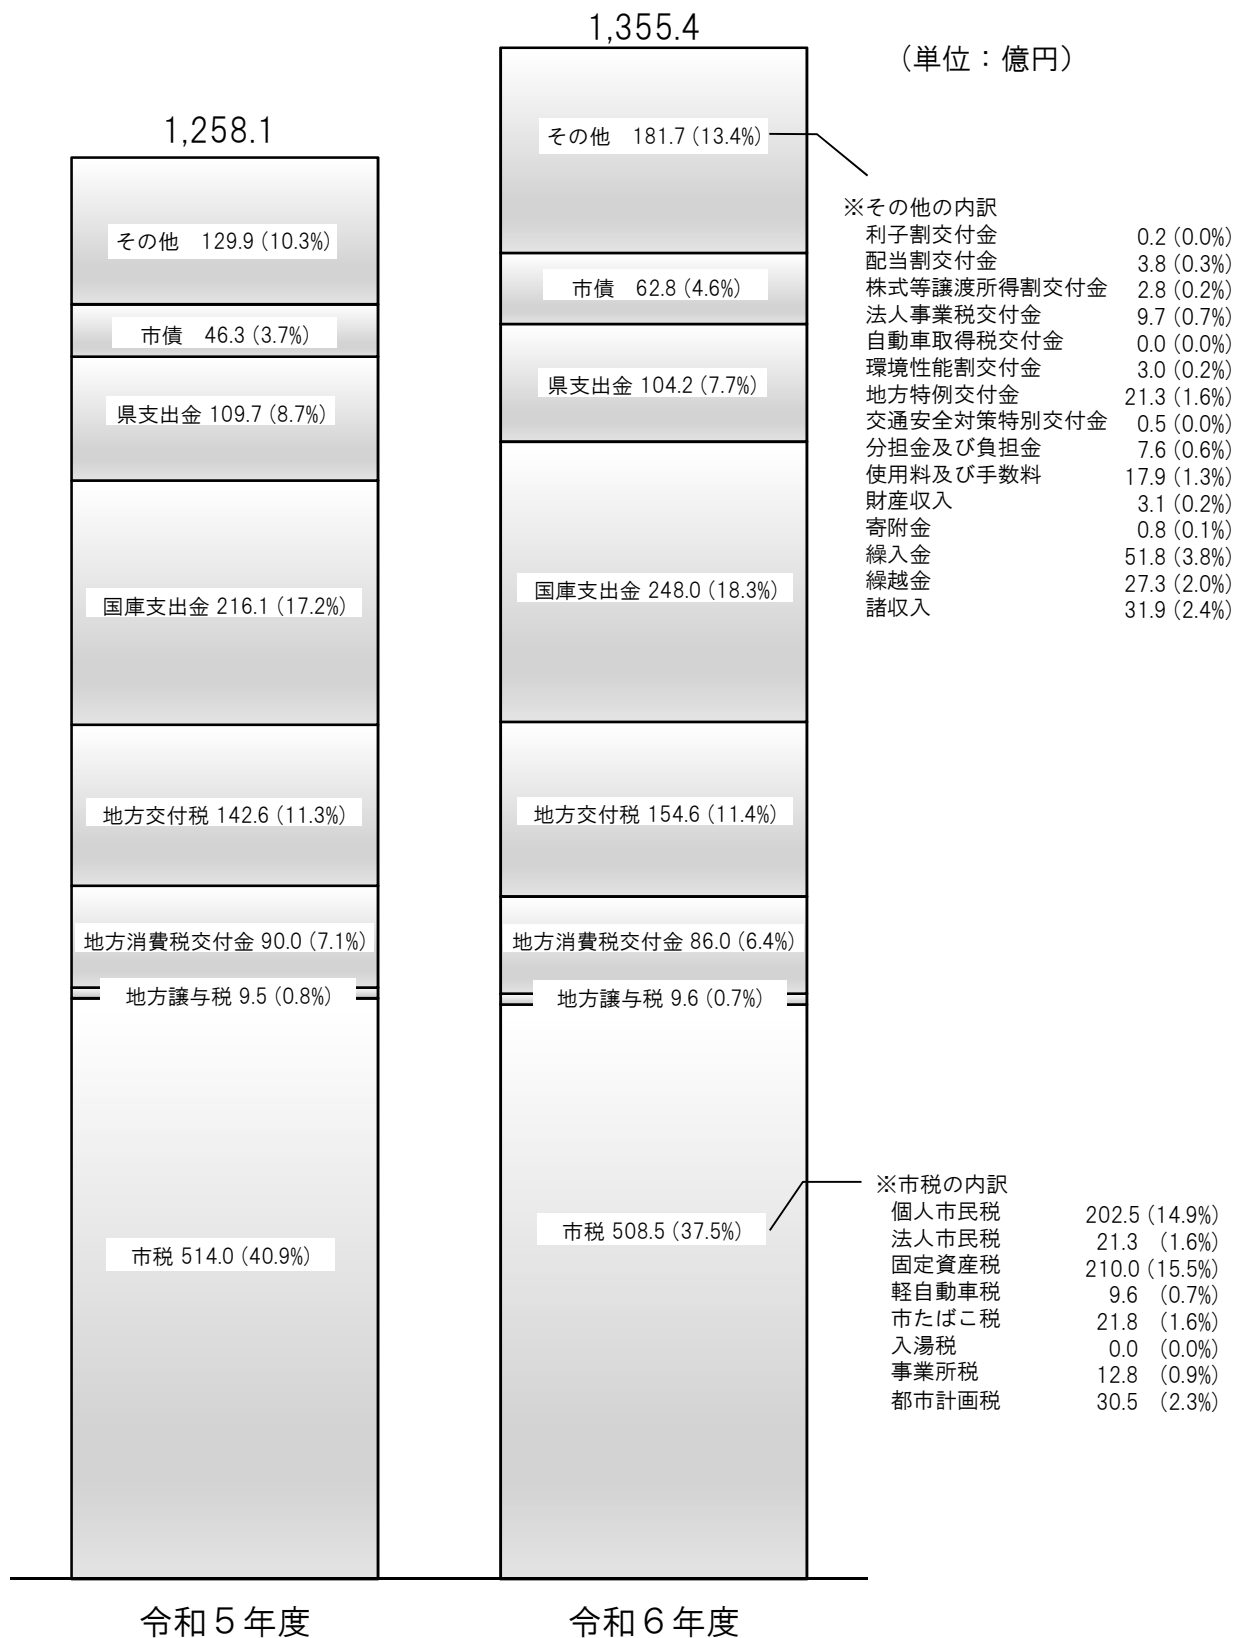 1,355.4
（単位：億円）
1,258.1
その他　181.7 (13.4%)
その他　129.9 (10.3%)
※その他の内訳
利子割交付金 0.2 (0.0%)
配当割交付金 3.8 (0.3%)
株式等譲渡所得割交付金 2.8 (0.2%)
法人事業税交付金 9.7 (0.7%)
自動車取得税交付金 0.0 (0.0%)
環境性能割交付金 3.0 (0.2%)
地方特例交付金 21.3 (1.6%)
交通安全対策特別交付金 0.5 (0.0%)
分担金及び負担金 7.6 (0.6%)
使用料及び手数料 17.9 (1.3%)
財産収入 3.1 (0.2%)
寄附金 0.8 (0.1%)
繰入金 51.8 (3.8%)
繰越金 27.3 (2.0%)
諸収入 31.9 (2.4%)
市債　46.3 (3.7%)
市債　62.8 (4.6%)
県支出金 109.7 (8.7%)
県支出金 104.2 (7.7%)
国庫支出金 216.1 (17.2%)
国庫支出金 248.0 (18.3%)
地方交付税 142.6 (11.3%)
地方交付税 154.6 (11.4%)
地方消費税交付金 90.0 (7.1%)
地方消費税交付金 86.0 (6.4%)
地方譲与税 9.5 (0.8%)
地方譲与税 9.6 (0.7%)
市税 514.0 (40.9%)
市税 508.5 (37.5%)
※市税の内訳
個人市民税 202.5 (14.9%)
法人市民税 21.3 (1.6%)
固定資産税 210.0 (15.5%)
軽自動車税 9.6 (0.7%)
市たばこ税 21.8 (1.6%)
入湯税 0.0 (0.0%)
事業所税 12.8 (0.9%)
都市計画税 30.5 (2.3%)
令和５年度
令和６年度